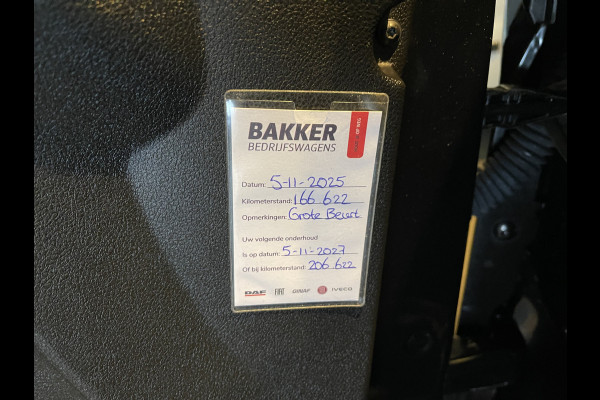 BAKKER
BEDRIJFSWAGENS
Datum: 5-11-2025
Kilometerstand: 166 622
Opmerkingen: Grote Beurt
Uw volgende onderhoud
Is op datum: 5-11-2027
Of bij kilometerstand: 206 622
DAF FIAT GINAF IVECO